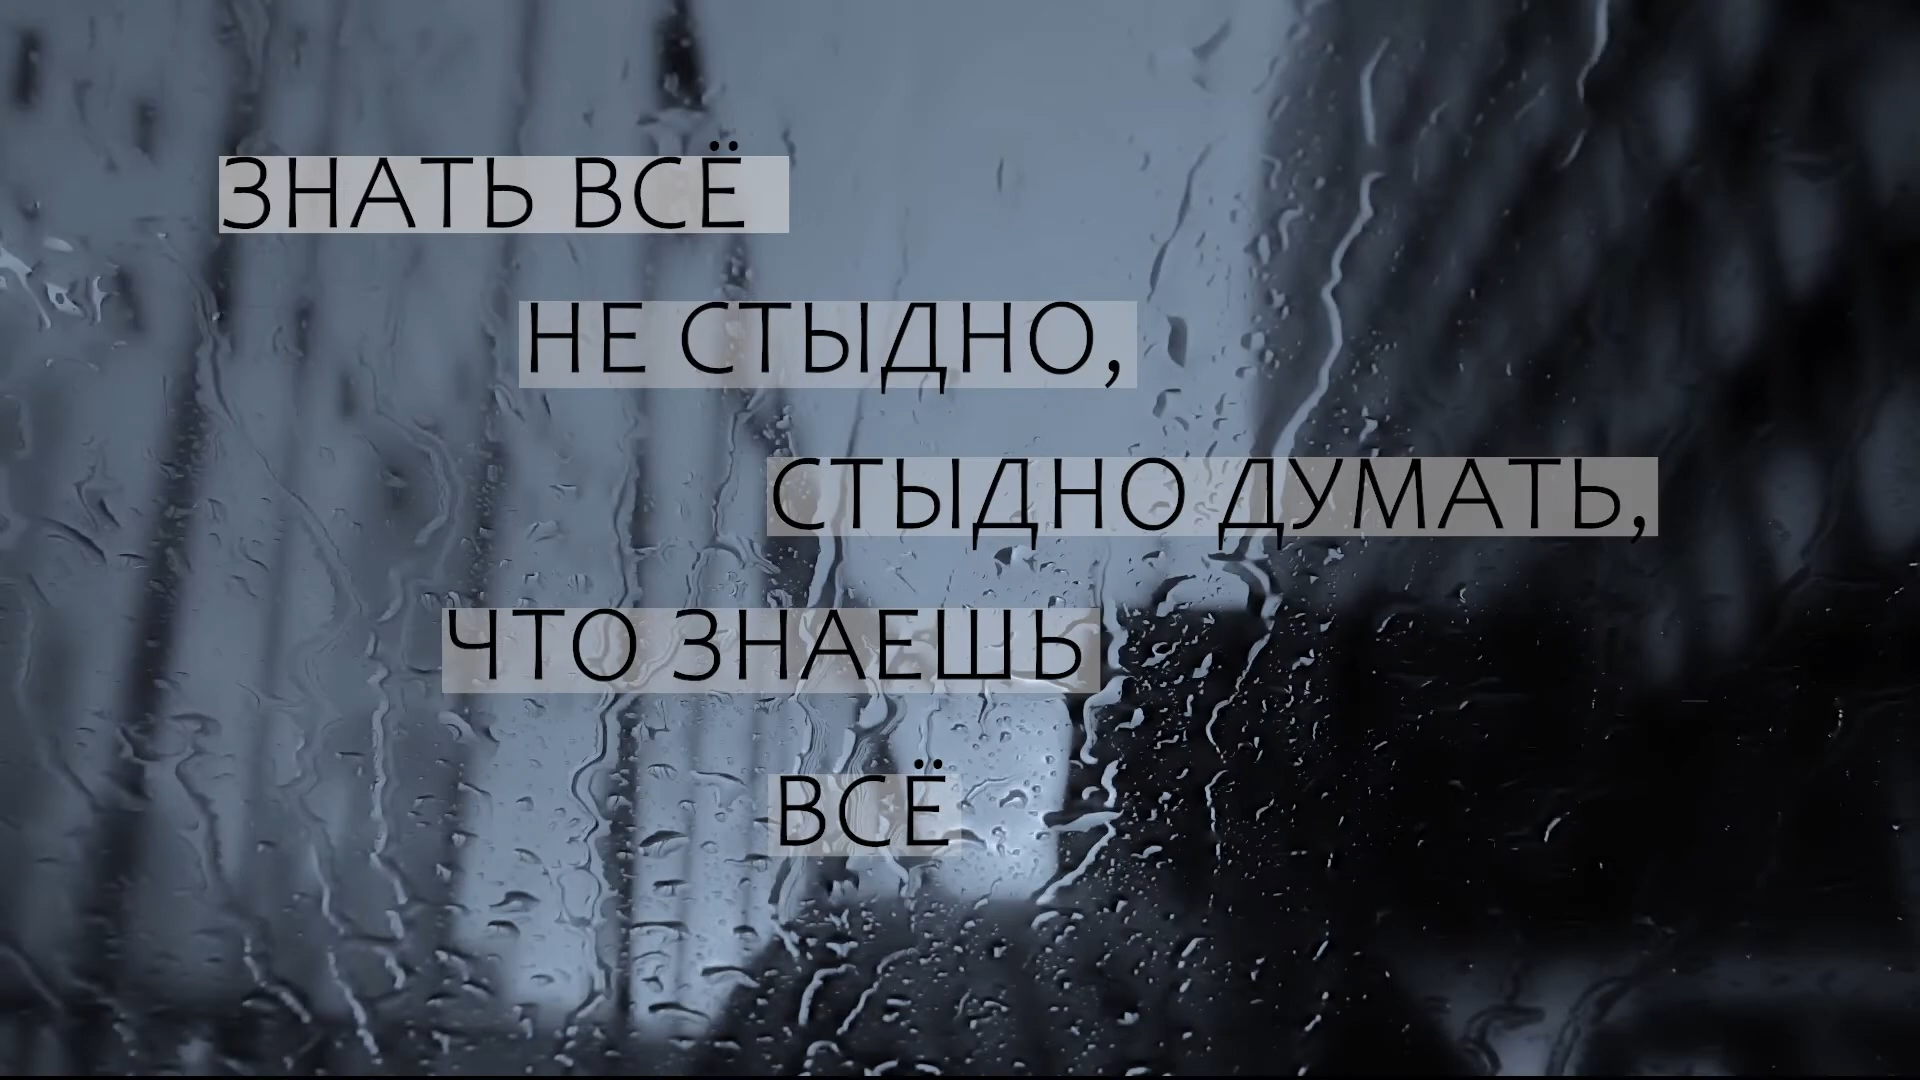 ЗНАТЬ ВСЁ
НЕ СТЫДНО,
СТЫДНО ДУМАТЬ,
ЧТО ЗНАЕШЬ
ВСЁ